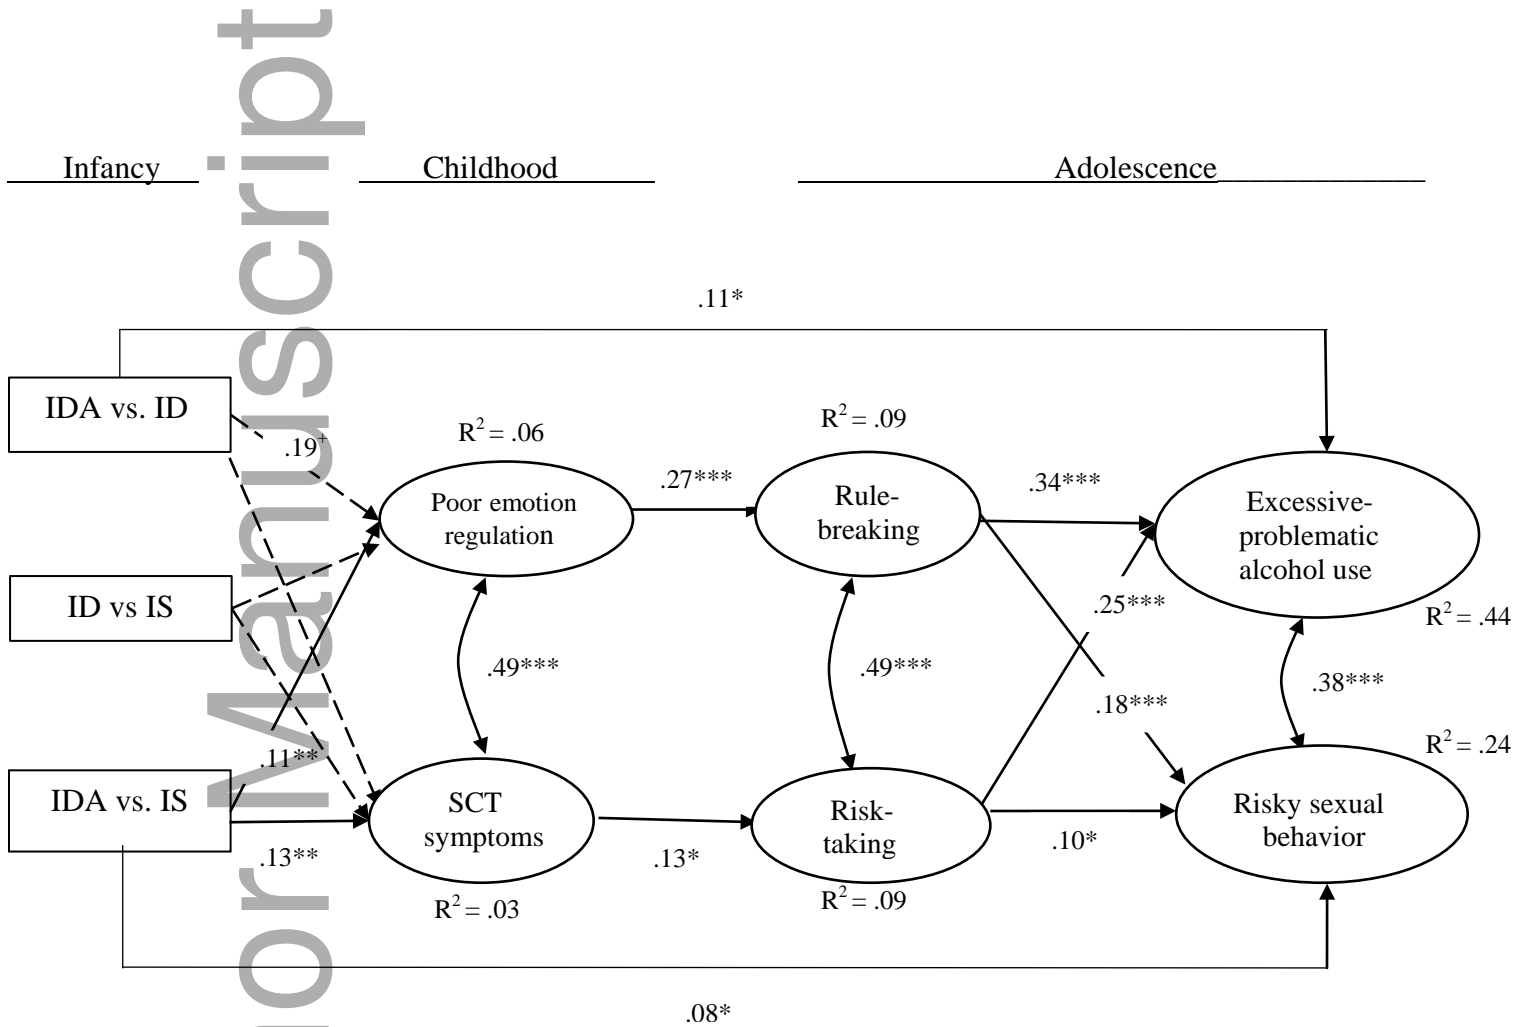 Infancy Childhood Adolescence
.11*
IDA vs. ID
.19+
R2 = .06
R2 = .09
Poor emotion
regulation
.27***
Rule-
breaking
.34***
Excessive-
problematic
alcohol use
R2 = .44
ID vs IS
.49***
.49***
.25***
.18***
.38***
R2 = .24
IDA vs. IS
.11**
.13**
SCT
symptoms
R2 = .03
.13*
Risk-
taking
R2 = .09
.10*
Risky sexual
behavior
.08*
or Manuscript